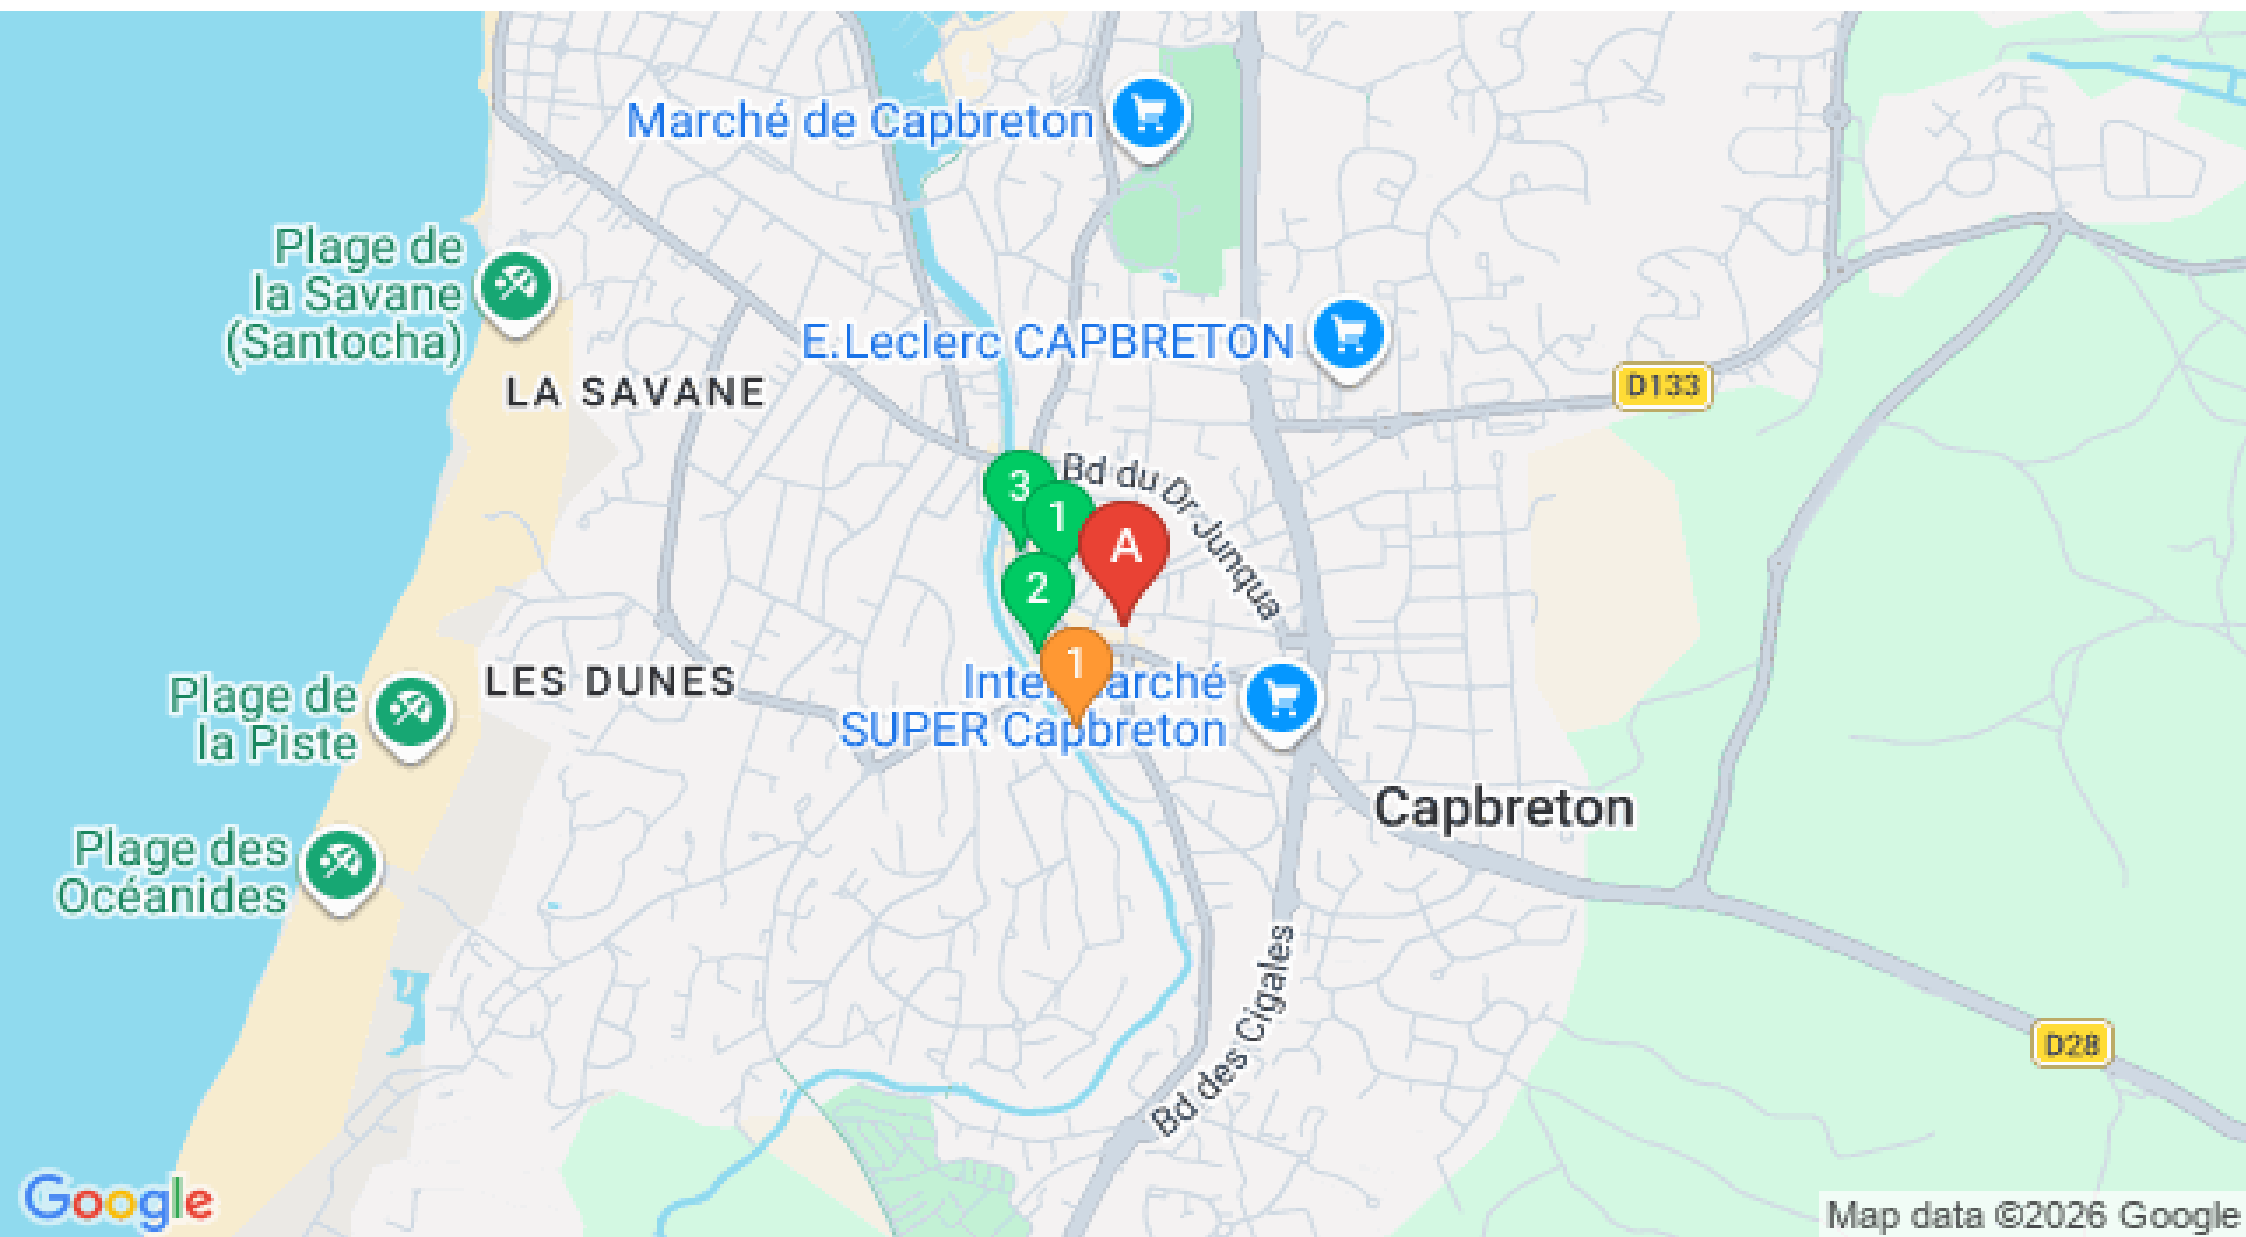 Marché de Capbreton
Plage de
la Savane
(Santocha)
E.Leclerc CAPBRETON
LA SAVANE
D133
Bd du Dr Junqua
3
1
A
2
1
LES DUNES
Plage de
la Piste
Intermarché
SUPER Capbreton
Capbreton
Plage des
Océanides
Bd des Cigales
D28
Google
Map data ©2026 Google